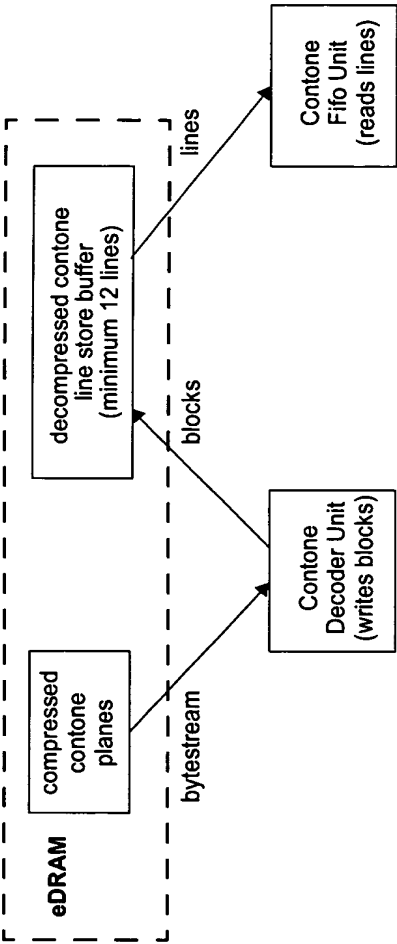 eDRAM
compressed
contone
planes
decompressed contone
line store buffer
(minimum 12 lines)
bytestream
blocks
lines
Contone
Decoder Unit
(writes blocks)
Contone
Fifo Unit
(reads lines)